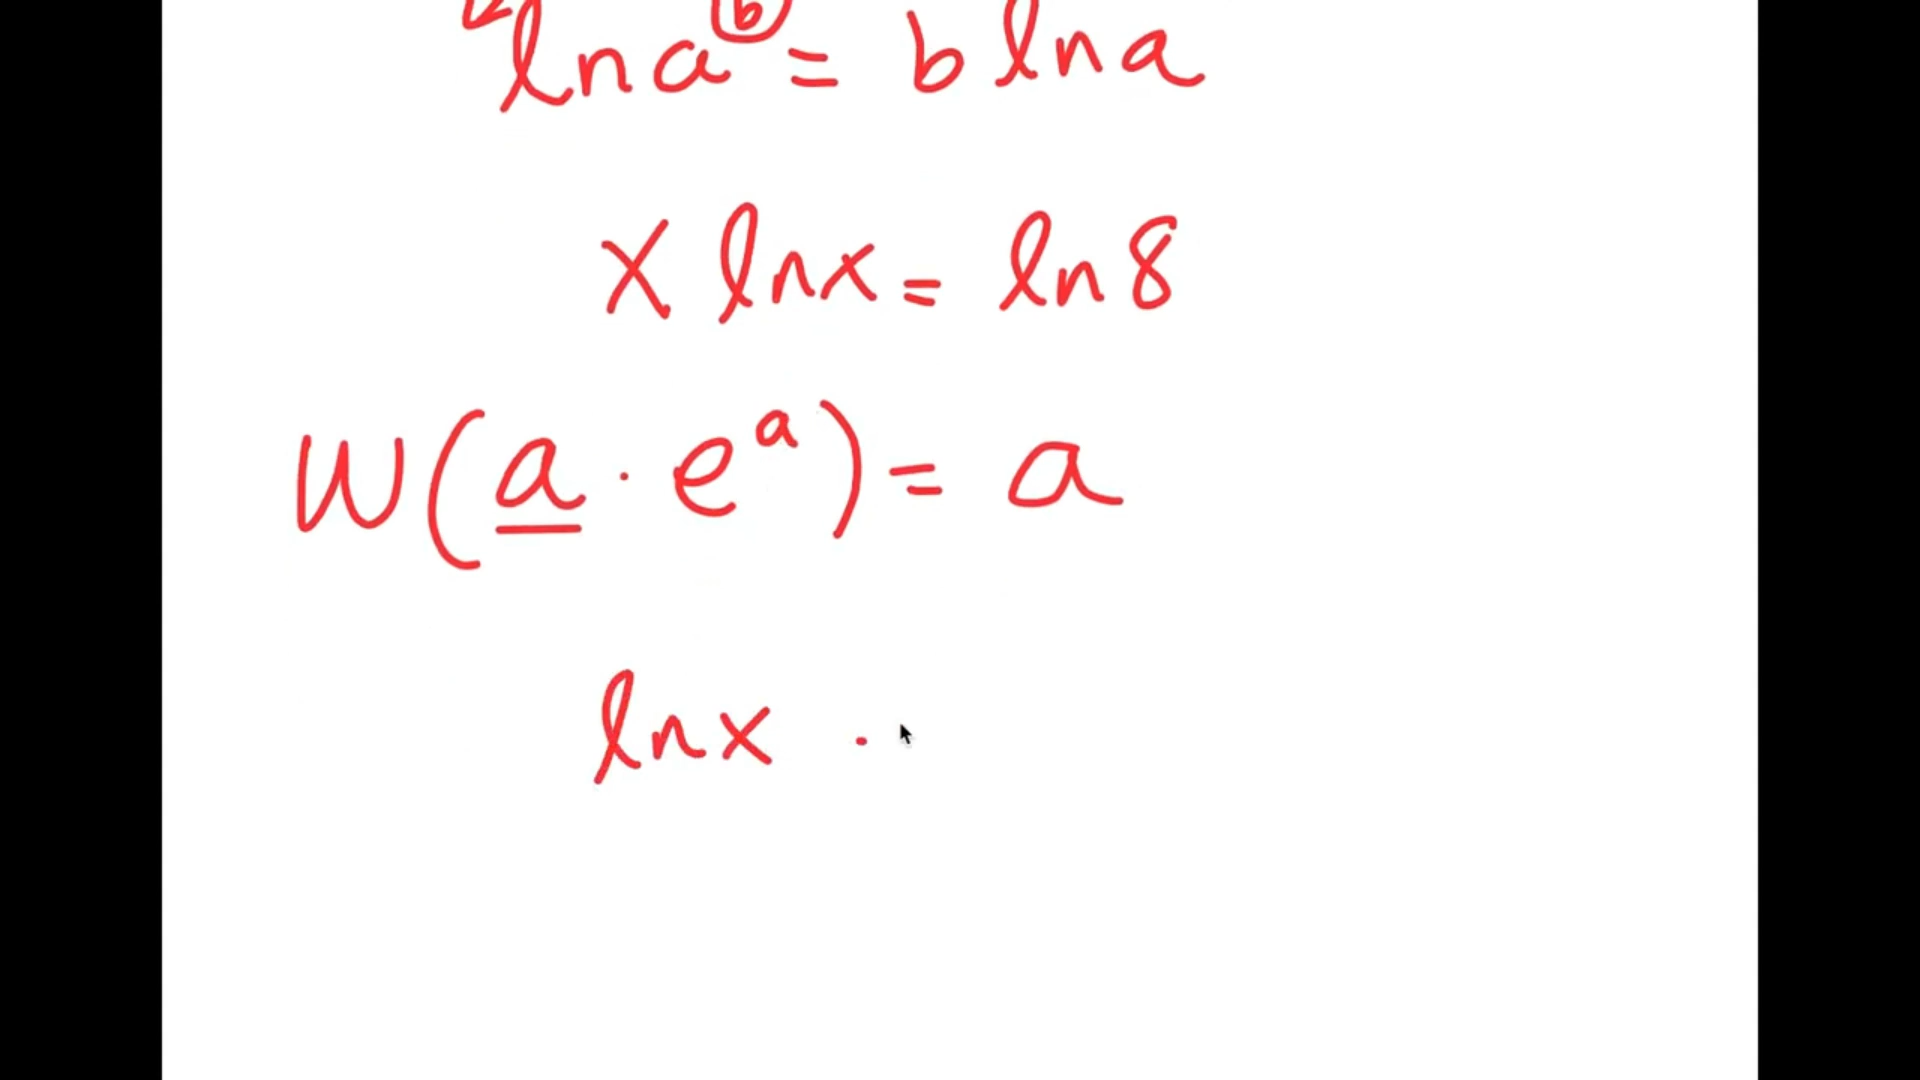 ln a^b = b ln a
x ln x = ln 8
W(a · e^a) = a
ln x ·